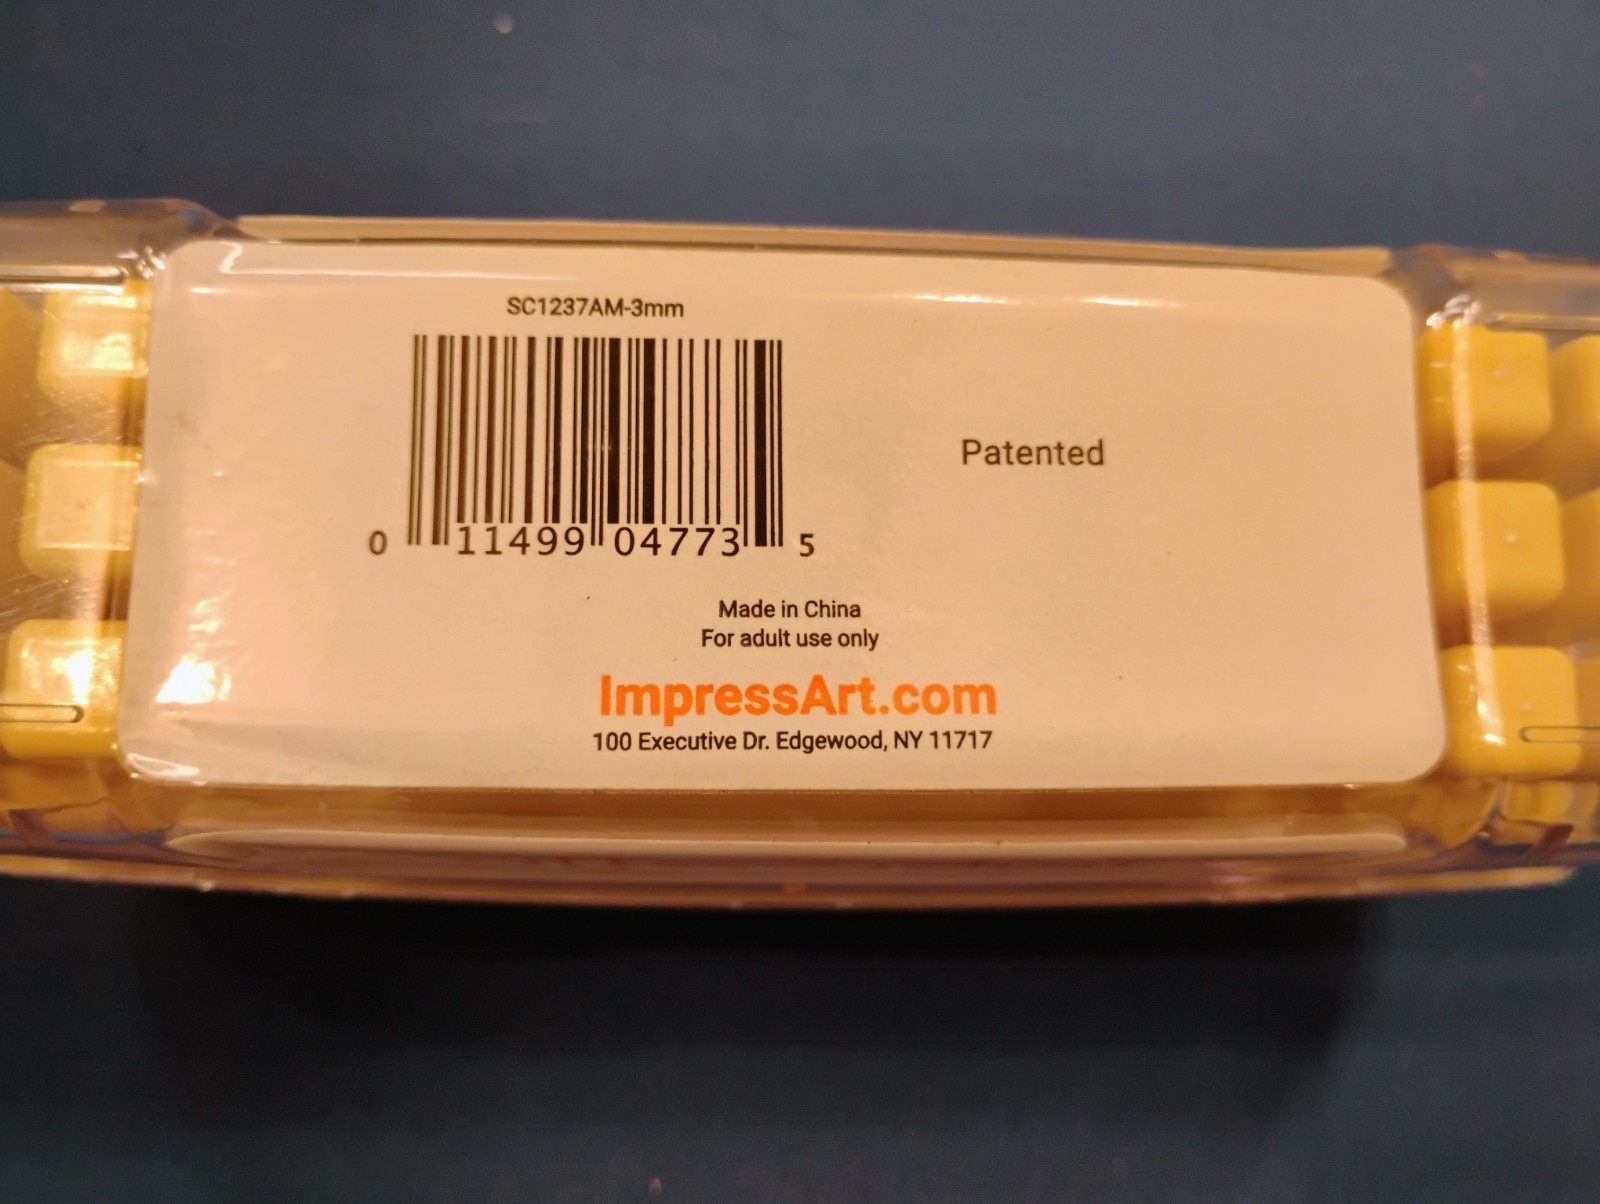 SC1237AM-3mm
0 11499 04773 5
Patented
Made in China
For adult use only
ImpressArt.com
100 Executive Dr. Edgewood, NY 11717